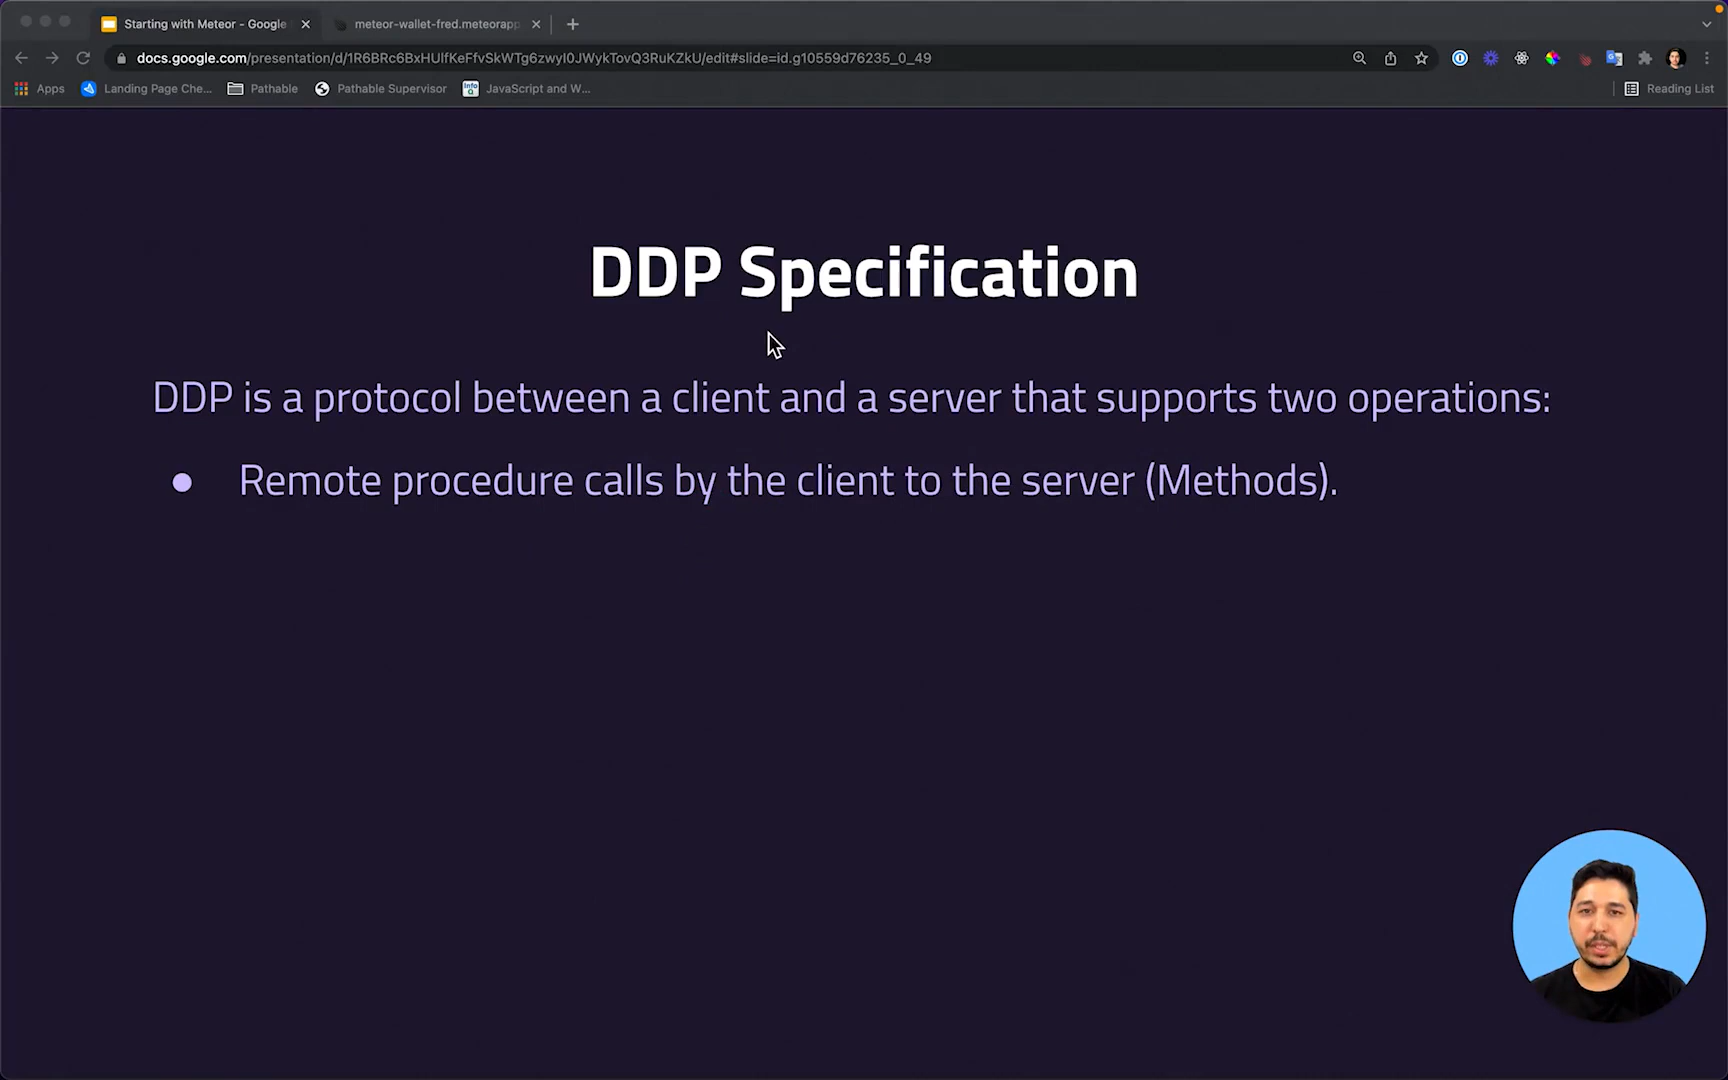 Starting with Meteor - Google
meteor-wallet-fred.meteorapp
docs.google.com/presentation/d/1R6BRc6BxHUlfKeFfvSkWTg6zwyI0JWykTovQ3RuKZkU/edit#slide=id.g10559d76235_0_49
Apps
Landing Page Che...
Pathable
Pathable Supervisor
InfoQ
JavaScript and W...
Reading List
DDP Specification
DDP is a protocol between a client and a server that supports two operations:
● Remote procedure calls by the client to the server (Methods).